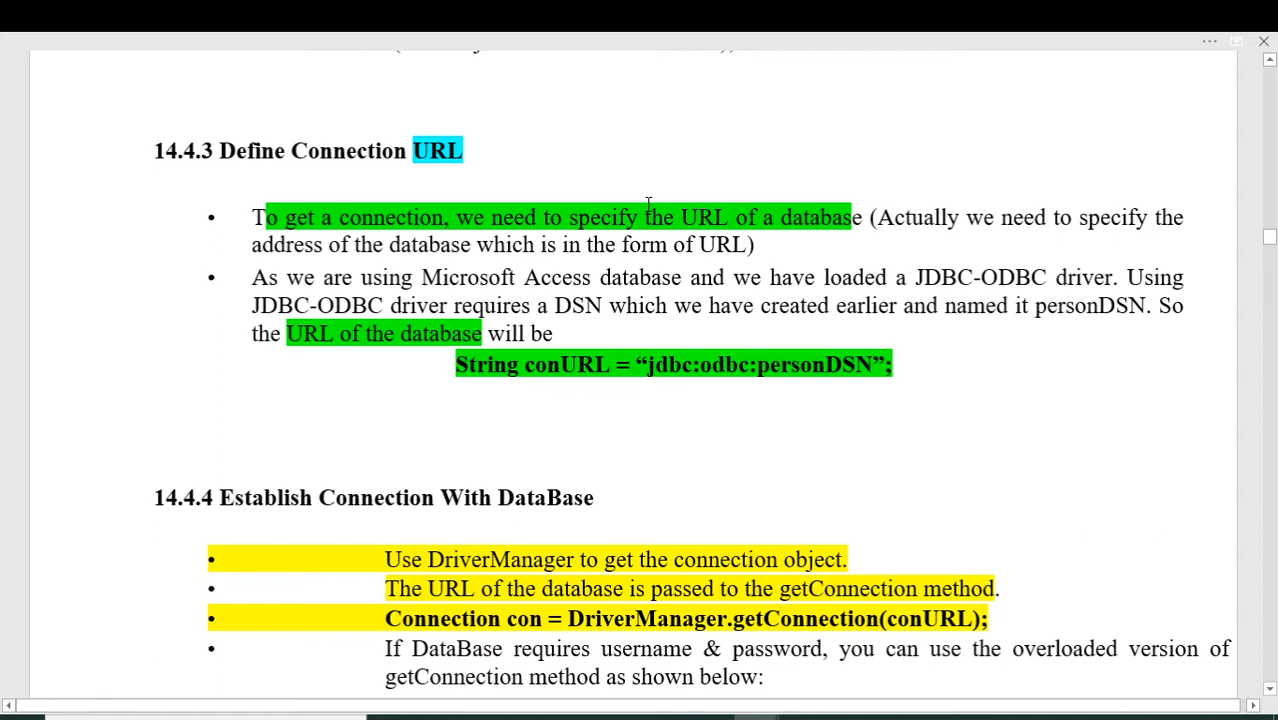 14.4.3 Define Connection URL
• To get a connection, we need to specify the URL of a database (Actually we need to specify the
address of the database which is in the form of URL)
• As we are using Microsoft Access database and we have loaded a JDBC-ODBC driver. Using
JDBC-ODBC driver requires a DSN which we have created earlier and named it personDSN. So
the URL of the database will be
String conURL = “jdbc:odbc:personDSN”;
14.4.4 Establish Connection With DataBase
• Use DriverManager to get the connection object.
• The URL of the database is passed to the getConnection method.
• Connection con = DriverManager.getConnection(conURL);
• If DataBase requires username & password, you can use the overloaded version of
getConnection method as shown below: